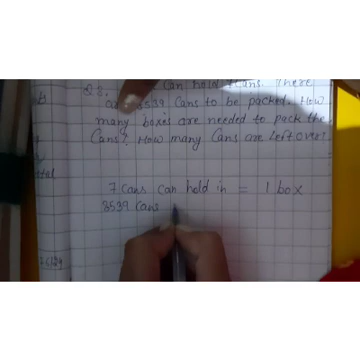 Q3. Can hold 7 Cans. There
are 8539 Cans to be packed. How
many boxes are needed to pack the
Cans? How many Cans are left over?
7 cans can hold in = 1 box
8539 Cans